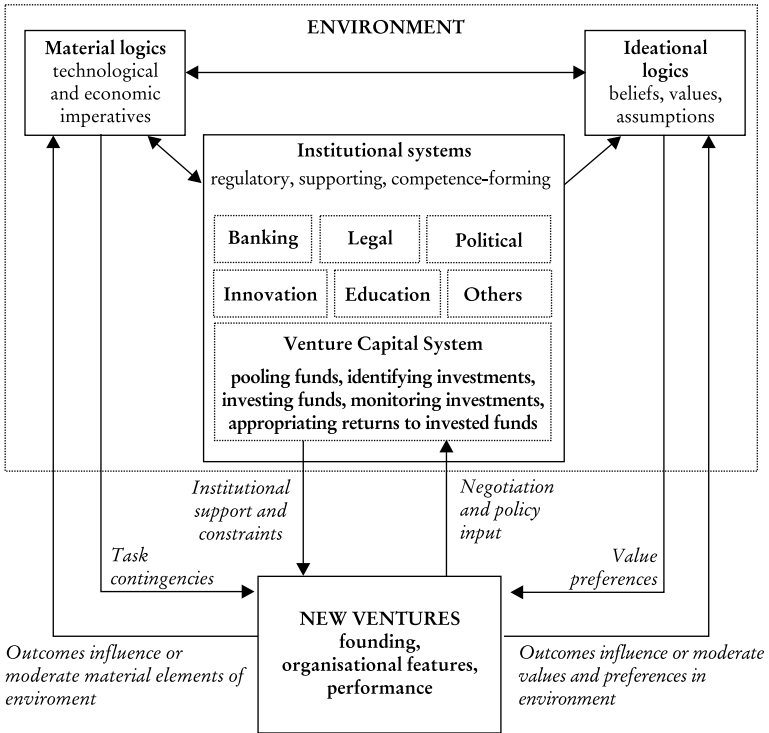 ENVIRONMENT
Material logics
technological
and economic
imperatives
Ideational
logics
beliefs, values,
assumptions
Institutional systems
regulatory, supporting, competence-forming
Banking
Legal
Political
Innovation
Education
Others
Venture Capital System
pooling funds, identifying investments,
investing funds, monitoring investments,
appropriating returns to invested funds
Institutional
support and
constraints
Negotiation
and policy
input
Task
contingencies
Value
preferences
NEW VENTURES
founding,
organisational features,
performance
Outcomes influence or
moderate material elements of
enviroment
Outcomes influence or moderate
values and preferences in
environment